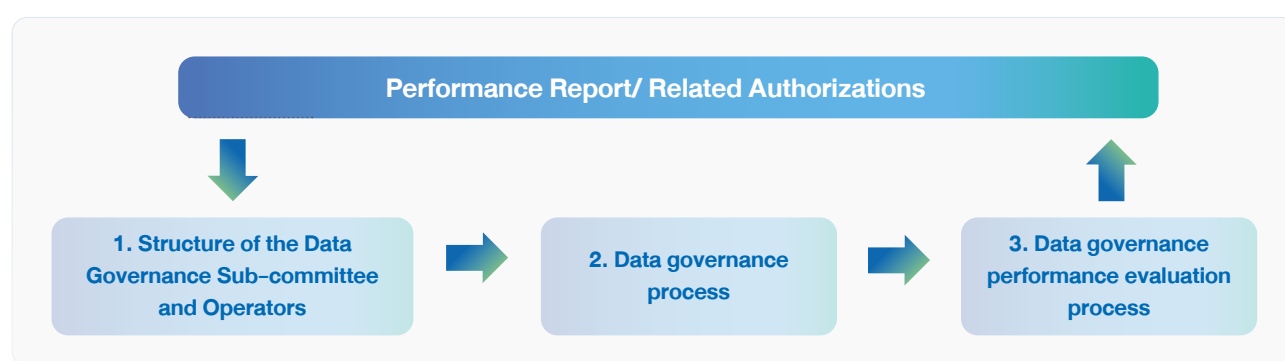 Performance Report/ Related Authorizations
1. Structure of the Data
Governance Sub-committee
and Operators
2. Data governance
process
3. Data governance
performance evaluation
process